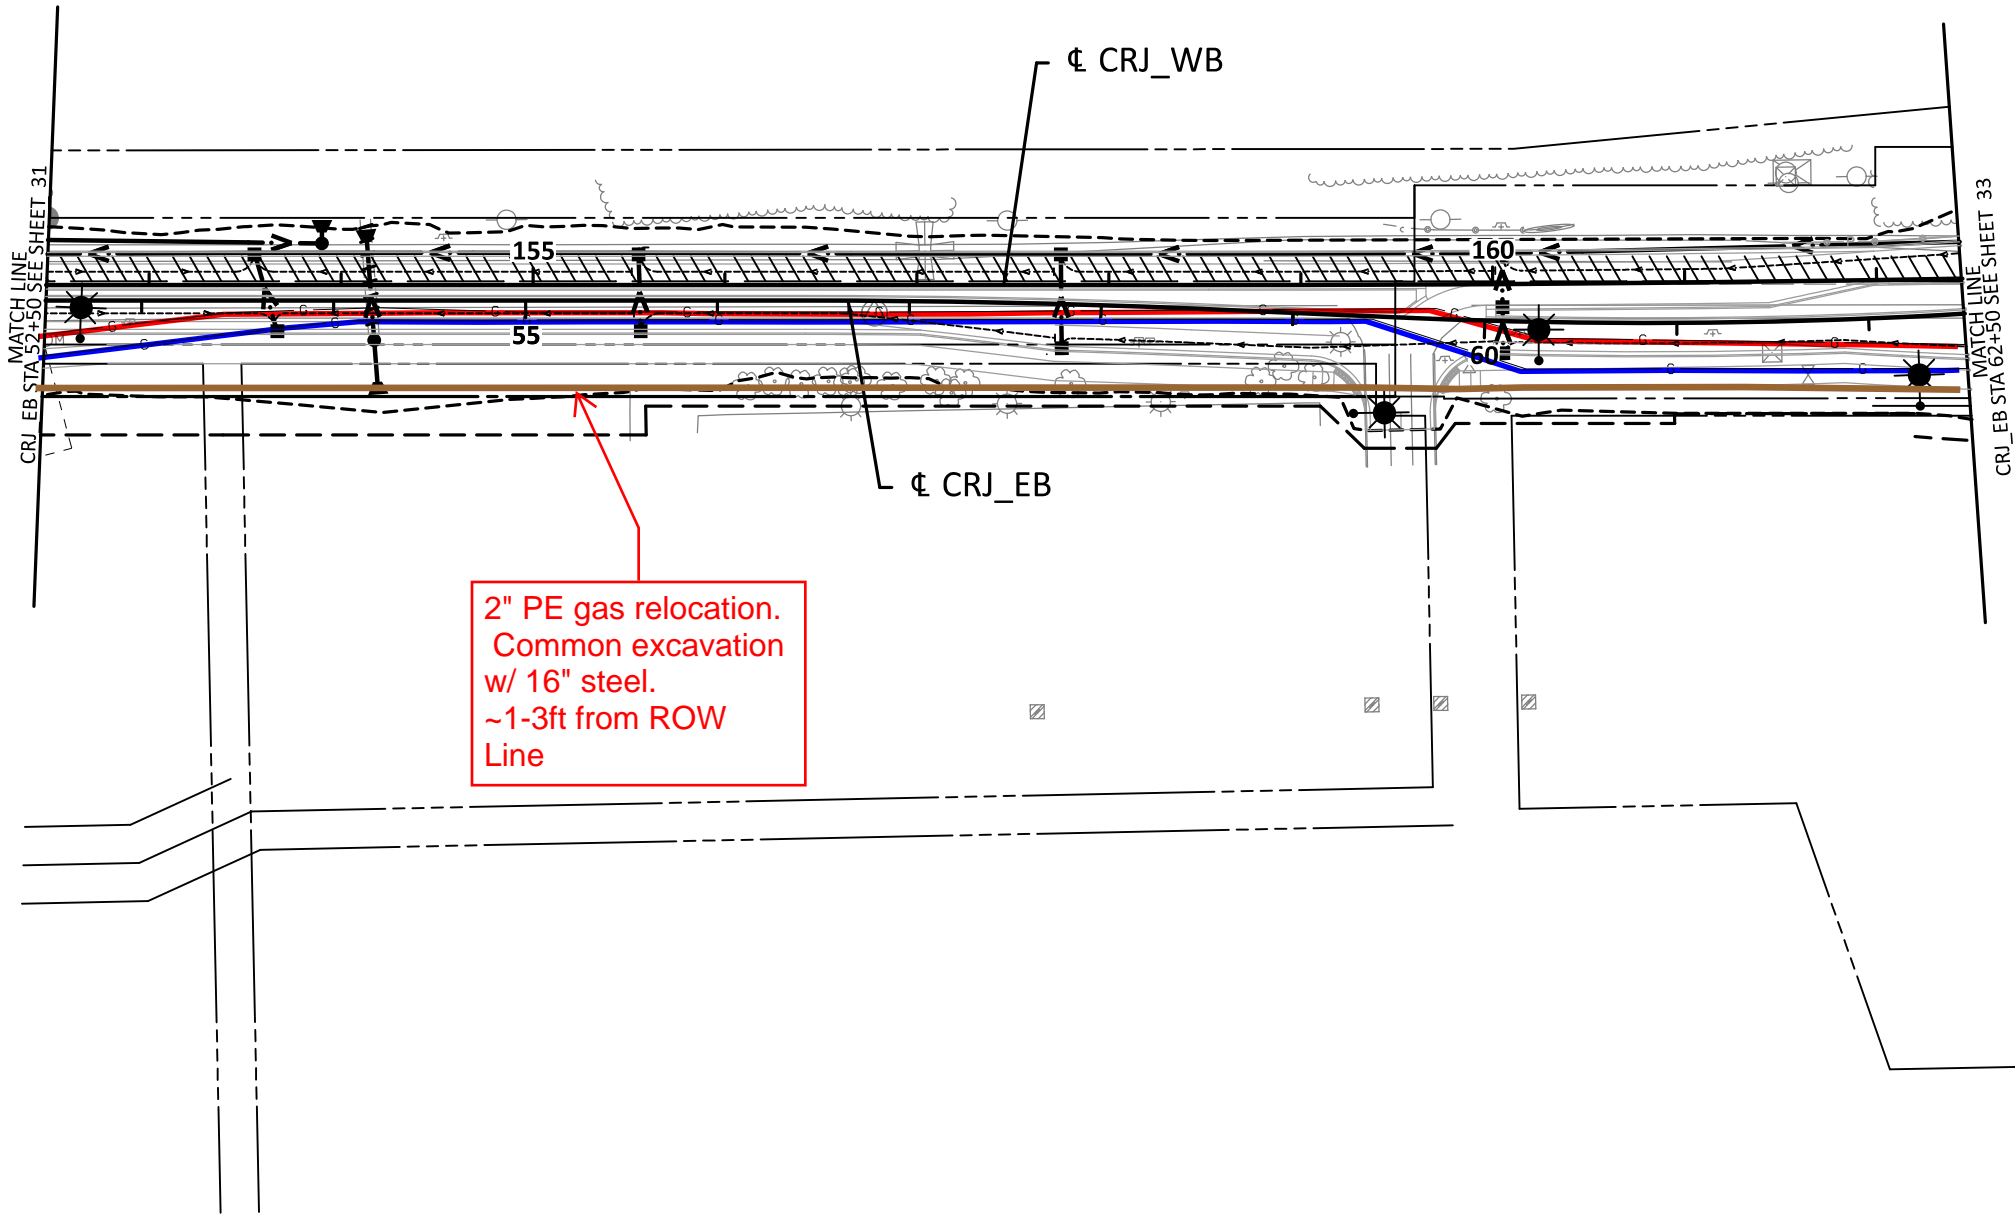 ℄ CRJ_WB
MATCH LINE
CRJ_EB STA 52+50 SEE SHEET 31
155
160
55
60
MATCH LINE
CRJ_EB STA 62+50 SEE SHEET 33
℄ CRJ_EB
2" PE gas relocation.
Common excavation
w/ 16" steel.
~1-3ft from ROW
Line
G
G
G
G
G
G
G
G
G
G
G
G
G
G